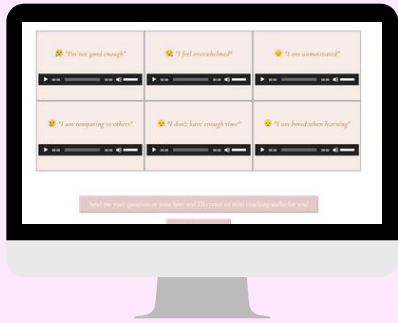 😢 "I'm not good enough"
😫 "I feel overwhelmed"
😔 "I am unmotivated"
😢 "I am comparing to others"
😔 "I don't have enough time"
😔 "I am bored when learning"
Send me your question or issue here and I'll create an mini coaching audio for you!